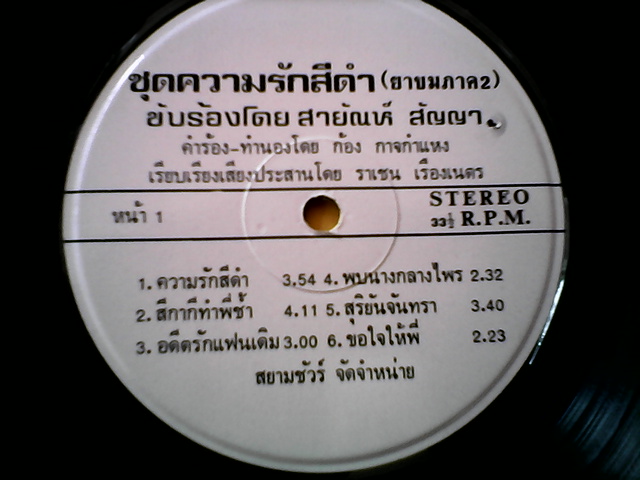 ชุดความรักสีดำ (ยาขมภาค2)
ขับร้องโดย สายัณห์ สัญญา
คำร้อง-ทำนองโดย ก้อง กาจกำแหง
เรียบเรียงเสียงประสานโดย ราเชน เรืองเนตร
หน้า 1 STEREO
33⅓ R.P.M.
1. ความรักสีดำ 3.54 4. พบนางกลางไพร 2.32
2. สีกากีทำพี่ช้ำ 4.11 5. สุริยันจันทรา 3.40
3. อดีตรักแฟนเดิม 3.00 6. ขอใจให้พี่ 2.23
สยามชัวร์ จัดจำหน่าย